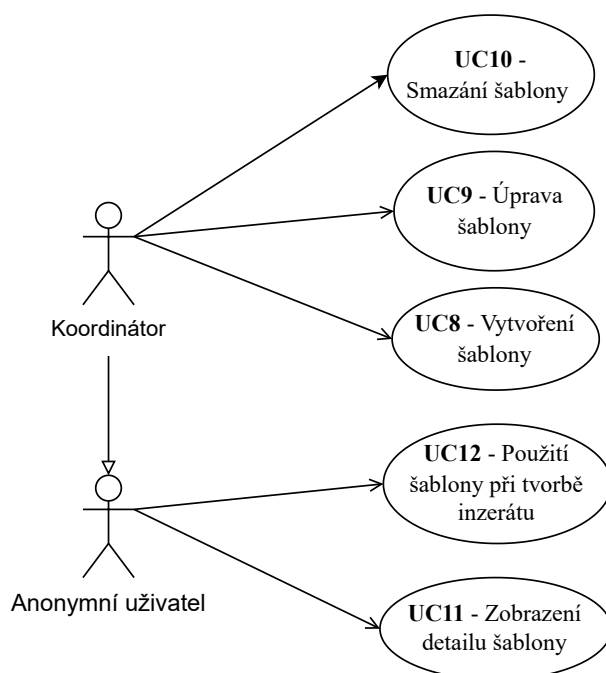 UC10 -
Smazání šablony
UC9 - Úprava
šablony
Koordinátor
UC8 - Vytvoření
šablony
UC12 - Použití
šablony při tvorbě
inzerátu
Anonymní uživatel
UC11 - Zobrazení
detailu šablony